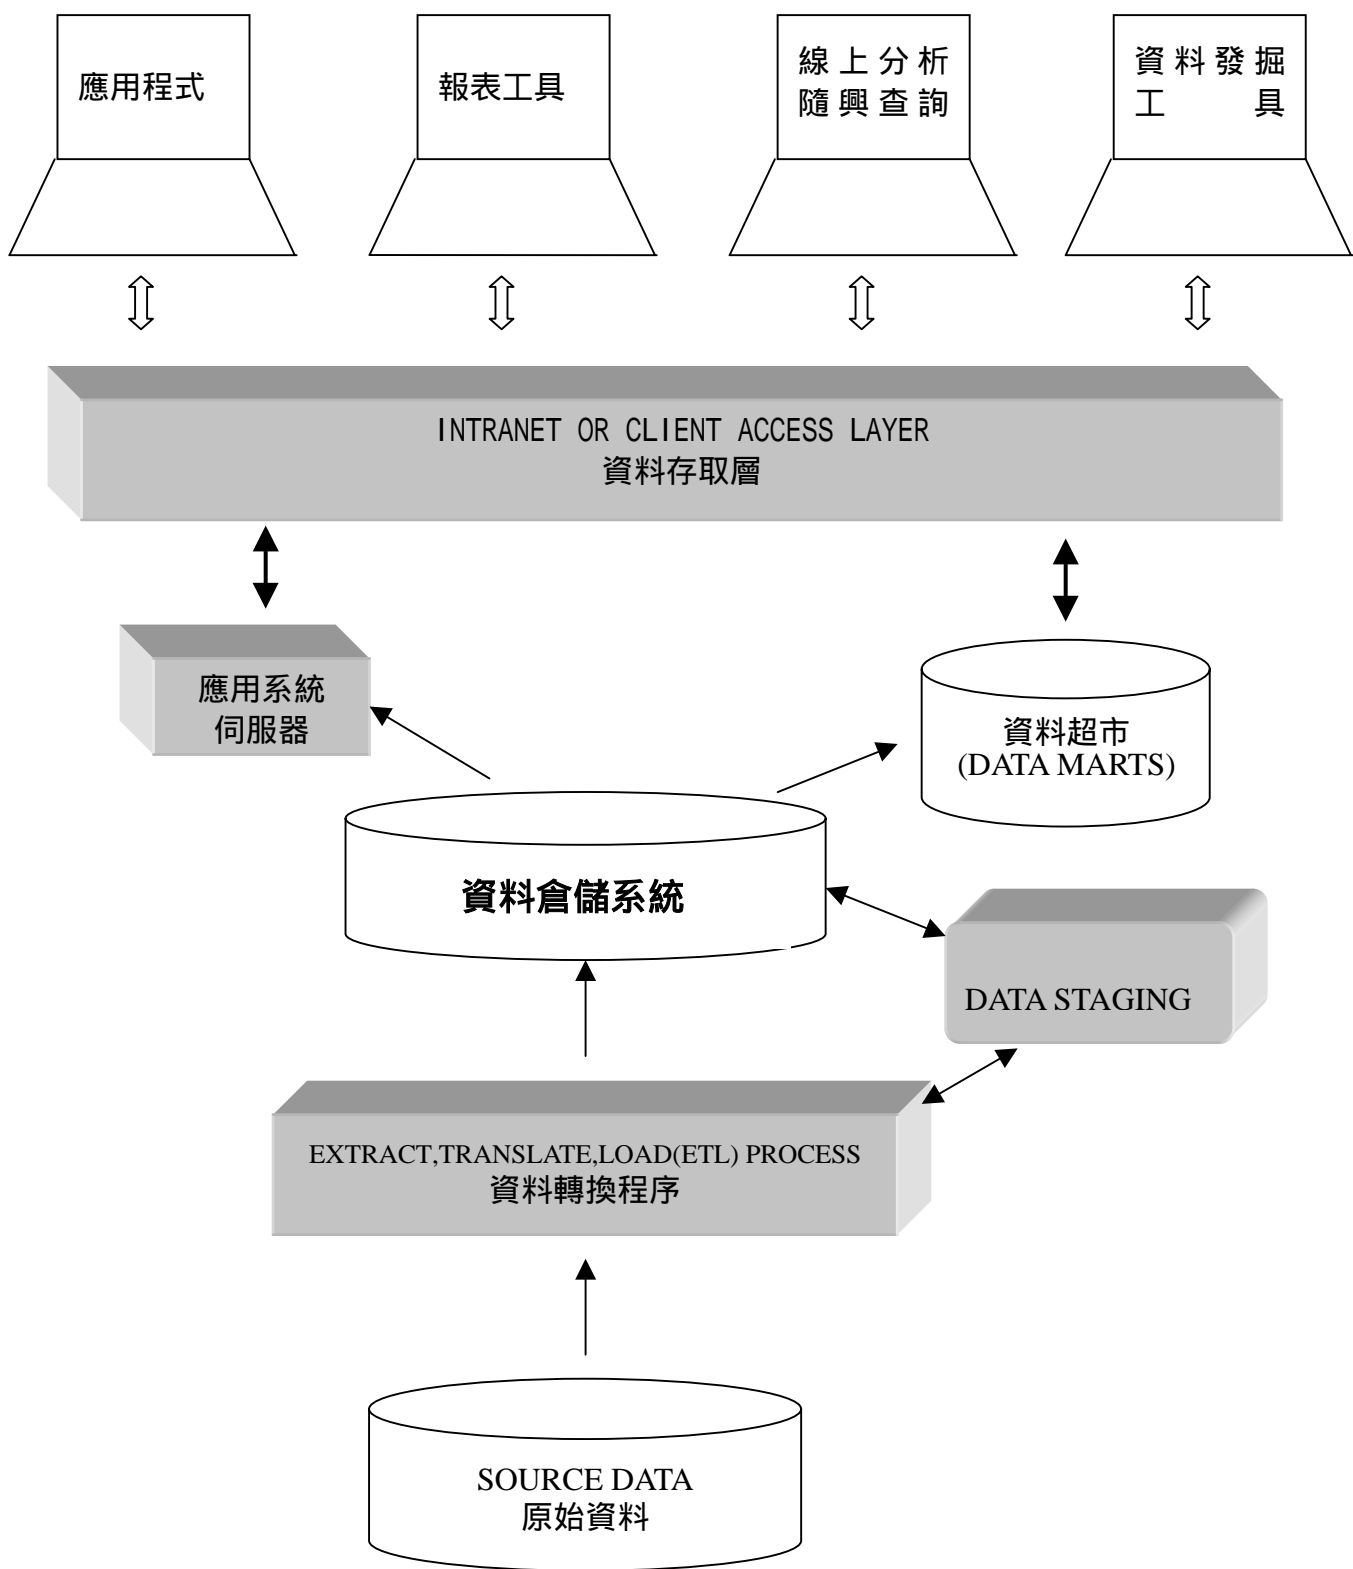 應用程式
報表工具
線上分析
隨興查詢
資料發掘
工具
INTRANET OR CLIENT ACCESS LAYER
資料存取層
應用系統
伺服器
資料超市
(DATA MARTS)
資料倉儲系統
DATA STAGING
EXTRACT,TRANSLATE,LOAD(ETL) PROCESS
資料轉換程序
SOURCE DATA
原始資料